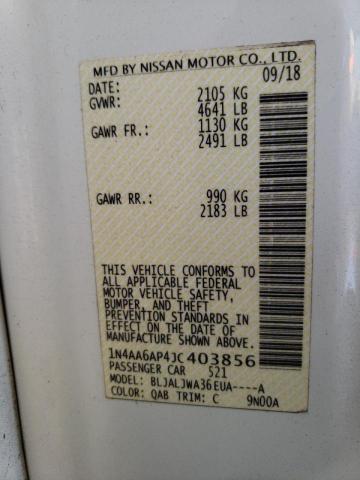 MFD BY NISSAN MOTOR CO., LTD.
DATE: 09/18
GVWR: 2105 KG
4641 LB
GAWR FR.: 1130 KG
2491 LB
GAWR RR.: 990 KG
2183 LB
THIS VEHICLE CONFORMS TO
ALL APPLICABLE FEDERAL
MOTOR VEHICLE SAFETY,
BUMPER, AND THEFT
PREVENTION STANDARDS IN
EFFECT ON THE DATE OF
MANUFACTURE SHOWN ABOVE.
1N4AA6AP4JC403856
PASSENGER CAR 521
MODEL: BLJALJWA36EUA----A
COLOR: QAB TRIM: C 9N00A